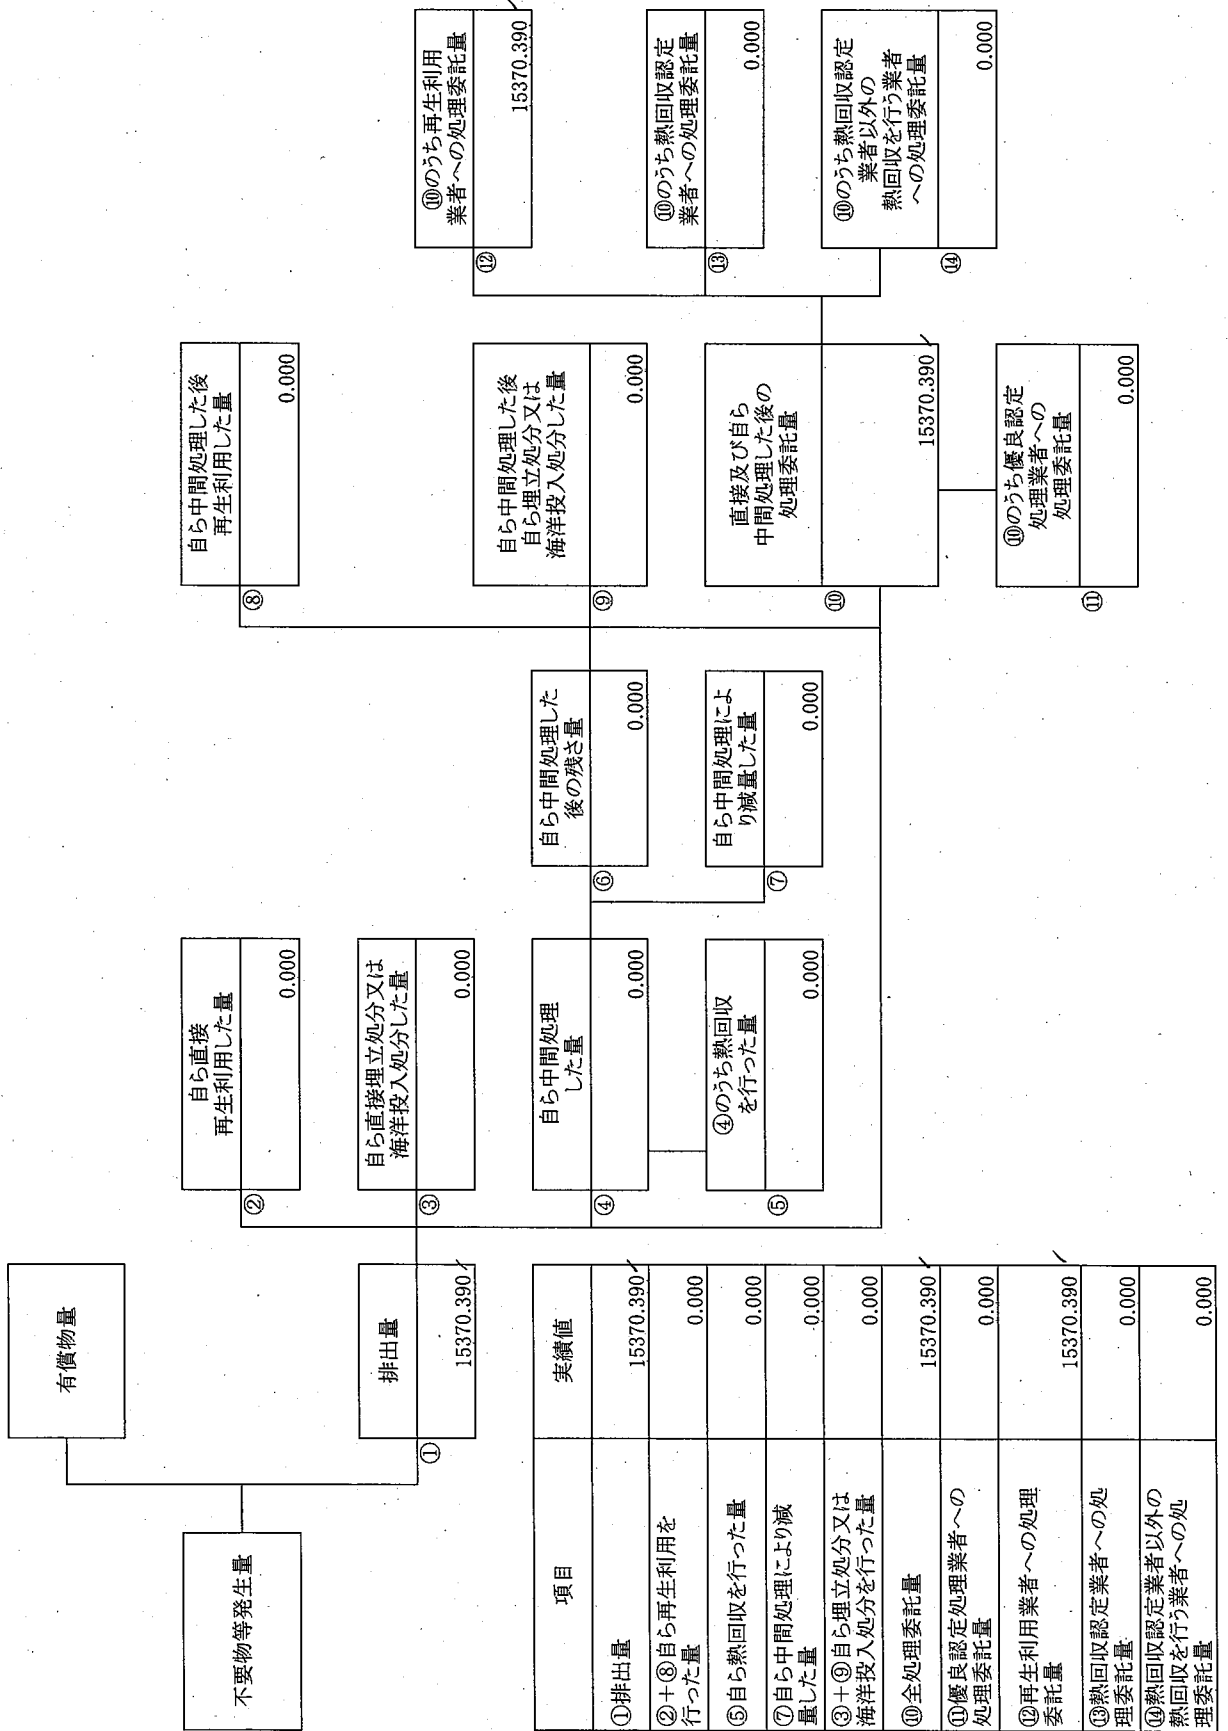 有償物量
不要物等発生量
排出量
15370.390
①
自ら直接
再生利用した量
0.000
②
自ら直接埋立処分又は
海洋投入処分した量
0.000
③
自ら中間処理
した量
0.000
④
④のうち熱回収
を行った量
0.000
⑤
自ら中間処理した
後の残さ量
0.000
⑥
自ら中間処理によ
り減量した量
0.000
⑦
自ら中間処理した後
再生利用した量
0.000
⑧
自ら中間処理した後
自ら埋立処分又は
海洋投入処分した量
0.000
⑨
直接及び自ら
中間処理した後の
処理委託量
15370.390
⑩
⑩のうち優良認定
処理業者への
処理委託量
0.000
⑪
⑩のうち再生利用
業者への処理委託量
15370.390
⑫
⑩のうち熱回収認定
業者への処理委託量
0.000
⑬
⑩のうち熱回収認定
業者以外の
熱回収を行う業者
への処理委託量
0.000
⑭
項目 実績値
①排出量 15370.390
②+⑧自ら再生利用を
行った量 0.000
⑤自ら熱回収を行った量 0.000
⑦自ら中間処理により減
量した量 0.000
③+⑨自ら埋立処分又は
海洋投入処分を行った量 0.000
⑩全処理委託量 15370.390
⑪優良認定処理業者への
処理委託量 0.000
⑫再生利用業者への処理
委託量 15370.390
⑬熱回収認定業者への処
理委託量 0.000
⑭熱回収認定業者以外の
熱回収を行う業者への処
理委託量 0.000